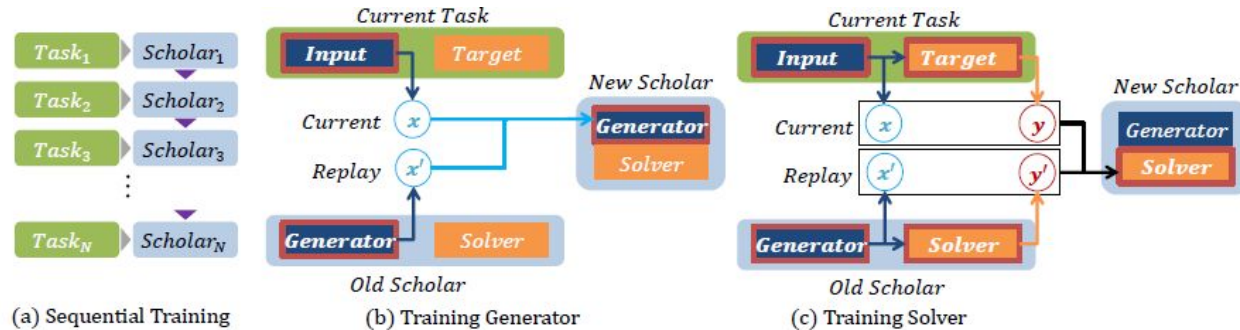 Task₁
Scholar₁
Task₂
Scholar₂
Task₃
Scholar₃
⋮
Task_N
Scholar_N
(a) Sequential Training
Current Task
Input
Target
New Scholar
Current
x
Generator
Replay
x'
Solver
Generator
Solver
Old Scholar
(b) Training Generator
Current Task
Input
Target
New Scholar
Current
x
y
Generator
Replay
x'
y'
Solver
Generator
Solver
Old Scholar
(c) Training Solver